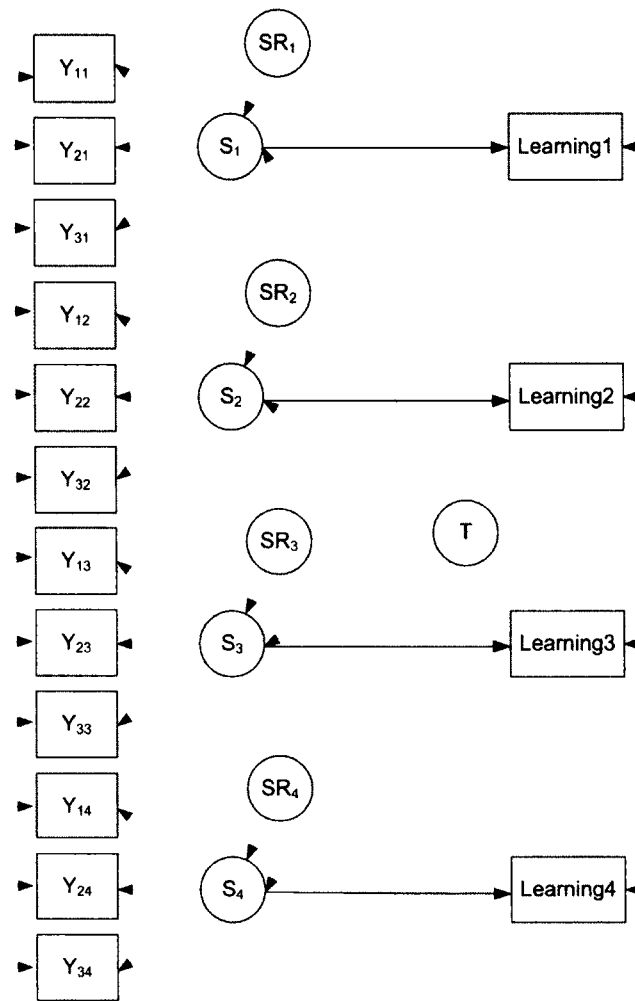 SR₁
Y₁₁
Y₂₁
S₁
Learning1
Y₃₁
SR₂
Y₁₂
Y₂₂
S₂
Learning2
Y₃₂
SR₃
T
Y₁₃
Y₂₃
S₃
Learning3
Y₃₃
SR₄
Y₁₄
Y₂₄
S₄
Learning4
Y₃₄